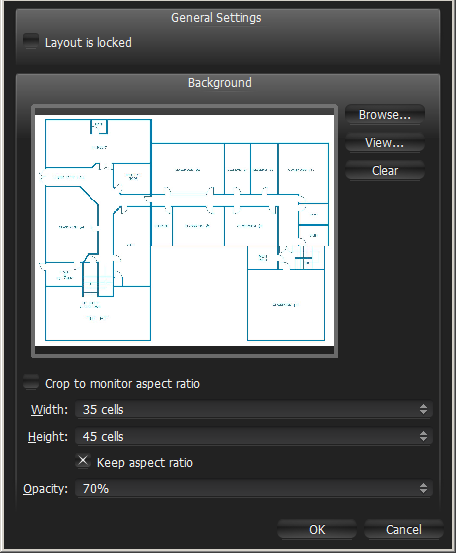 General Settings
Layout is locked
Background
Browse...
View...
Clear
Crop to monitor aspect ratio
Width: 35 cells
Height: 45 cells
Keep aspect ratio
Opacity: 70%
OK Cancel